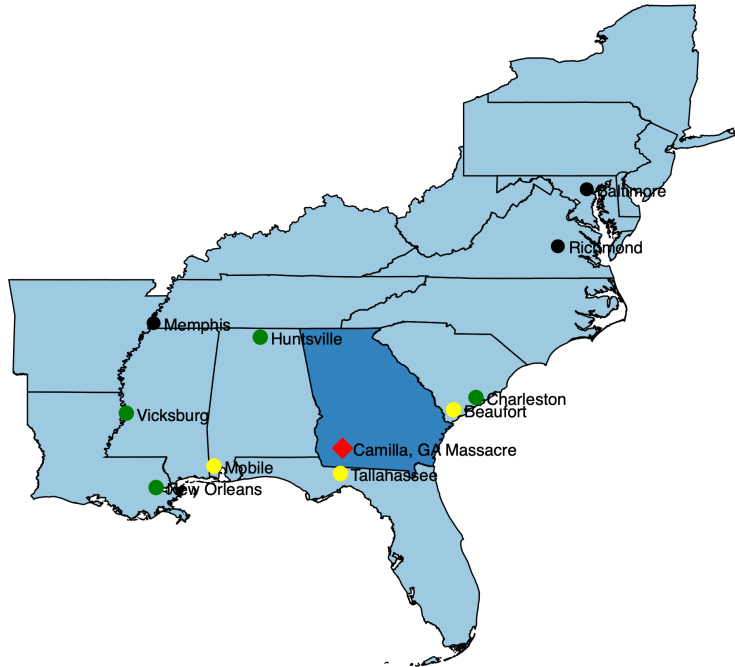 Baltimore
Richmond
Memphis
Huntsville
Charleston
Beaufort
Vicksburg
Camilla, GA Massacre
Mobile
Tallahassee
New Orleans